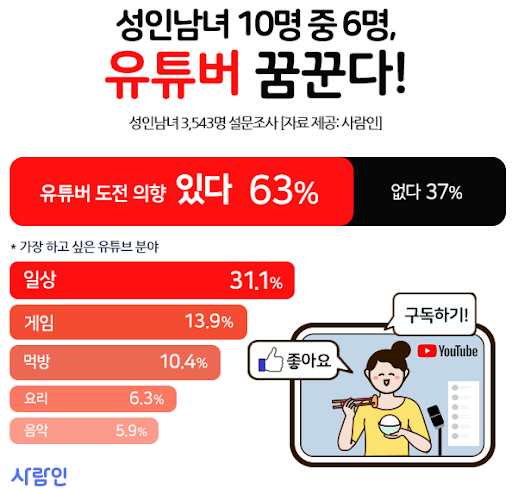 성인남녀 10명 중 6명,
유튜버 꿈꾼다!
성인남녀 3,543명 설문조사 [자료 제공: 사람인]
유튜버 도전 의향 있다 63% 없다 37%
* 가장 하고 싶은 유튜브 분야
일상 31.1%
게임 13.9%
먹방 10.4%
요리 6.3%
음악 5.9%
구독하기!
YouTube
좋아요
사람인